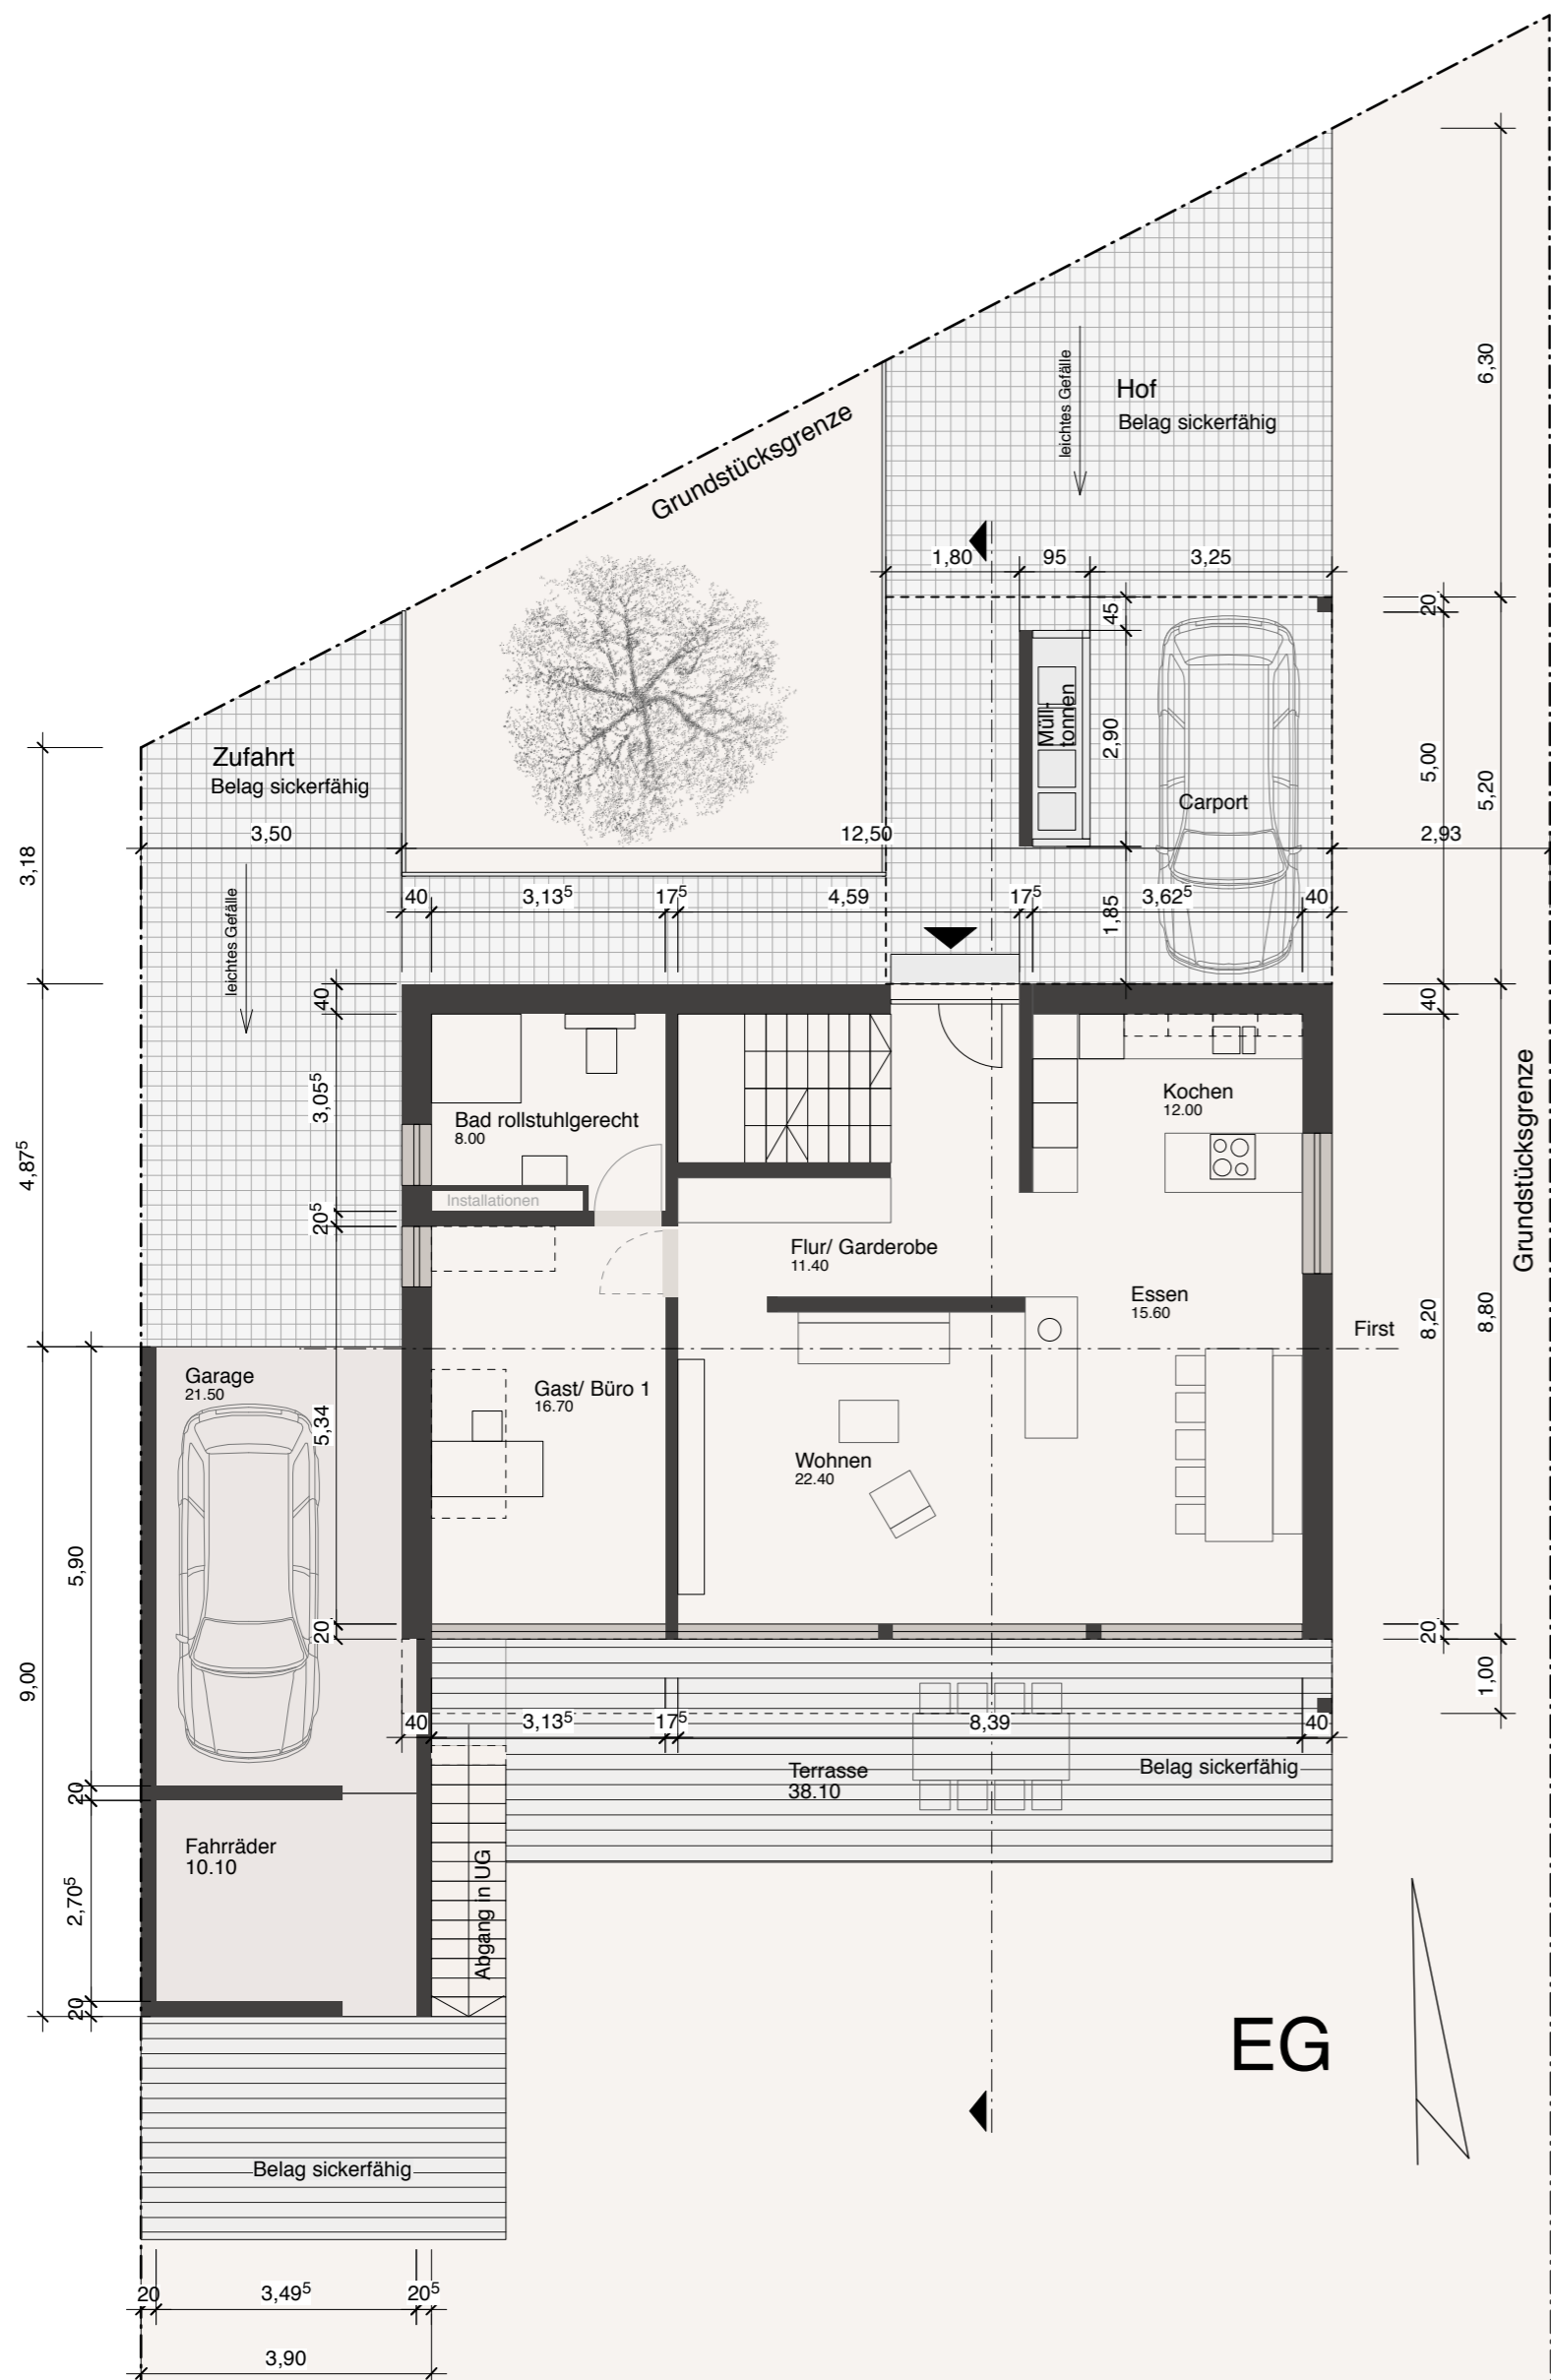 Grundstücksgrenze
leichtes Gefälle
Hof
Belag sickerfähig
6,30
1,80
95
3,25
20
45
Müll-
tonnen
2,90
5,00
5,20
Carport
Zufahrt
Belag sickerfähig
3,50
12,50
2,93
3,18
leichtes Gefälle
40
3,13⁵
17⁵
4,59
17⁵
3,62⁵
40
1,85
40
40
3,05⁵
4,87⁵
20⁵
Bad rollstuhlgerecht
8.00
Installationen
Kochen
12.00
Grundstücksgrenze
Flur/ Garderobe
11.40
Essen
15.60
First
8,20
8,80
Garage
21.50
5,34
Gast/ Büro 1
16.70
Wohnen
22.40
5,90
9,00
20
20
1,00
40
3,13⁵
17⁵
8,39
40
Terrasse
38.10
Belag sickerfähig
20
Fahrräder
10.10
Abgang in UG
2,70⁵
20
EG
Belag sickerfähig
20
3,49⁵
20⁵
3,90